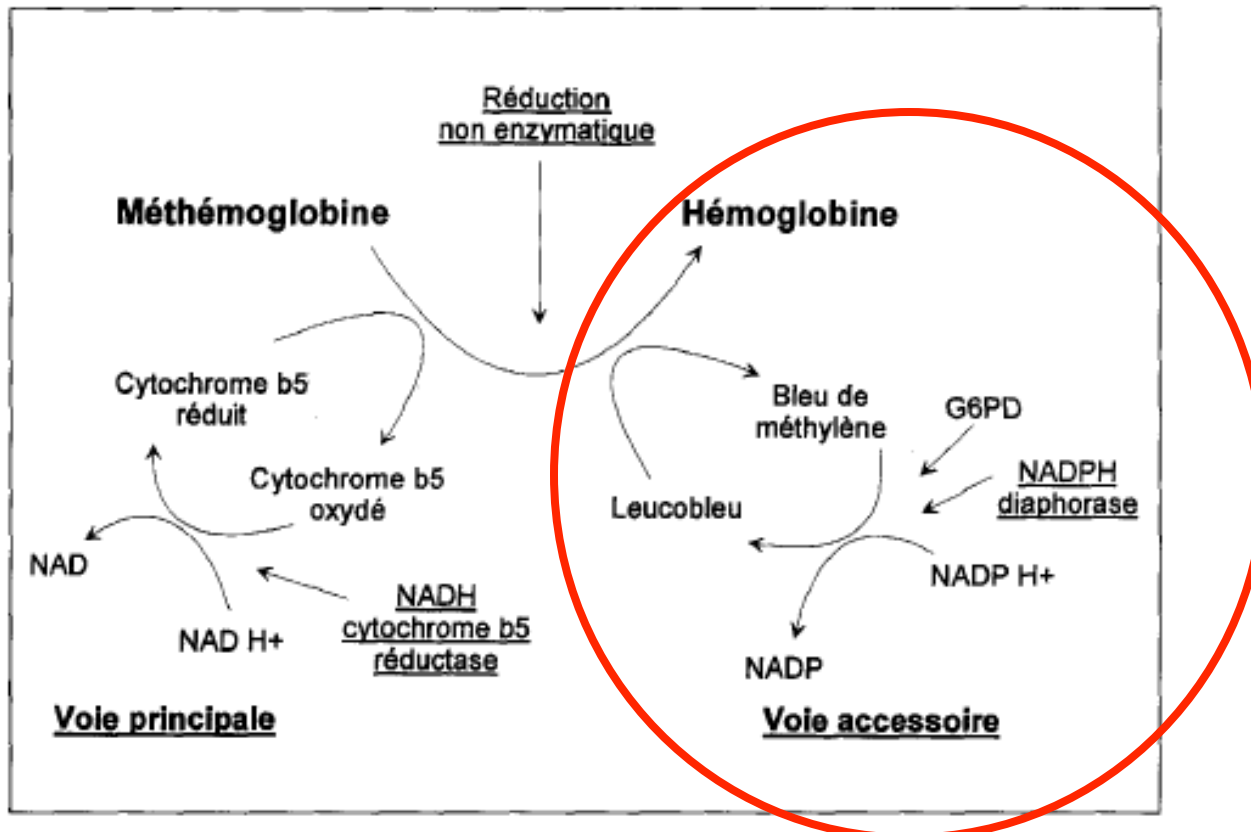 Réduction
non enzymatique
Méthémoglobine
Hémoglobine
Cytochrome b5
réduit
Cytochrome b5
oxydé
NAD
NAD H+
NADH
cytochrome b5
réductase
Voie principale
Bleu de
méthylène
G6PD
NADPH
diaphorase
Leucobleu
NADP H+
NADP
Voie accessoire